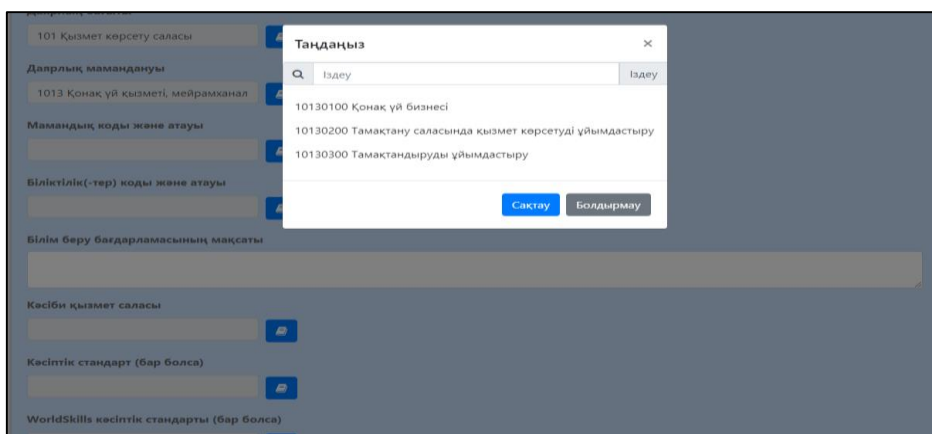 101 Қызмет көрсету саласы
Даярлық мамандануы
1013 Қонақ үй қызметі, мейрамханал
Мамандық коды және атауы
Біліктілік(-тер) коды және атауы
Білім беру бағдарламасының мақсаты
Кәсіби қызмет саласы
Кәсіптік стандарт (бар болса)
WorldSkills кәсіптік стандарты (бар болса)
Таңдаңыз ×
Іздеу Іздеу
10130100 Қонақ үй бизнесі
10130200 Тамақтану саласында қызмет көрсетуді ұйымдастыру
10130300 Тамақтандыруды ұйымдастыру
Сақтау Болдырмау